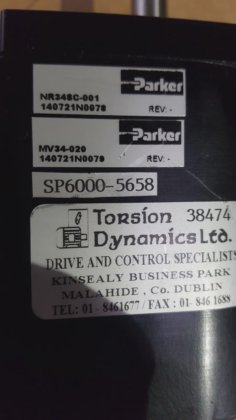 Parker
NR34SC-001
140721N0078 REV: -
Parker
MV34-020
140721N0079 REV: -
SP6000-5658
Torsion 38474
Dynamics Ltd.
DRIVE AND CONTROL SPECIALISTS
KINSEALY BUSINESS PARK
MALAHIDE, Co. DUBLIN
TEL: 01- 8461677 / FAX : 01- 846 1688